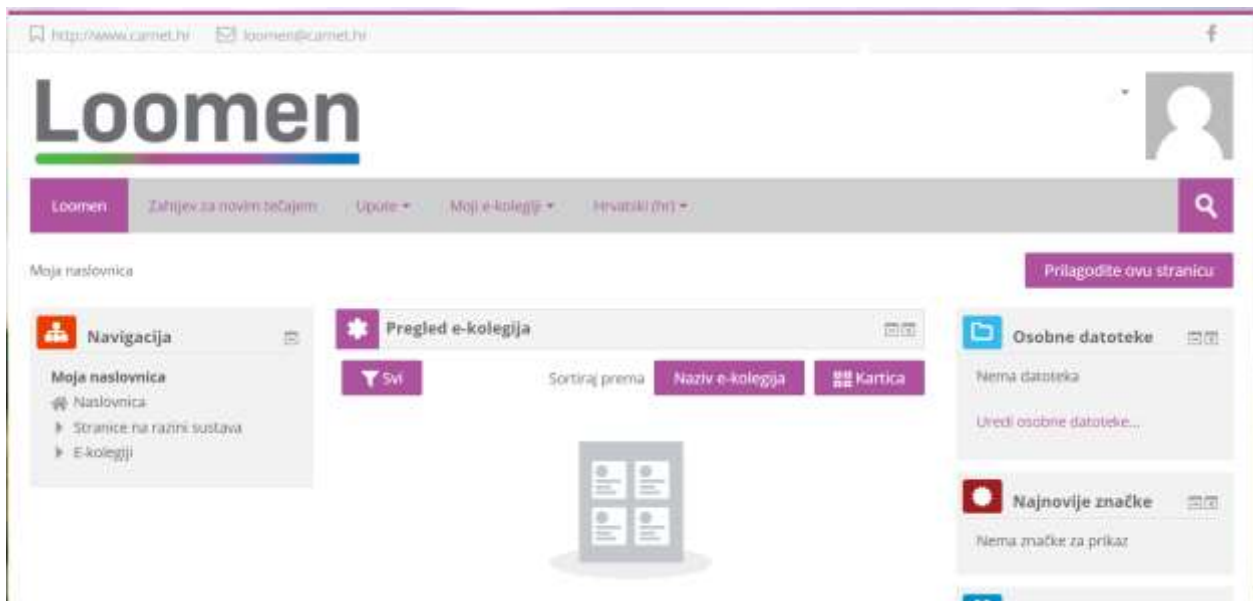 http://www.carnet.hr loomen@carnet.hr
Loomen
Loomen Zahtjev za novim tečajem Upute Moji e-kolegiji Hrvatski (hr)
Moja naslovnica
Prilagodite ovu stranicu
Navigacija
Moja naslovnica
Naslovnica
Stranice na razini sustava
E-kolegiji
Pregled e-kolegija
Svi Sortiraj prema Naziv e-kolegija Kartica
Osobne datoteke
Nema datoteka
Uredi osobne datoteke...
Najnovije značke
Nema značke za prikaz